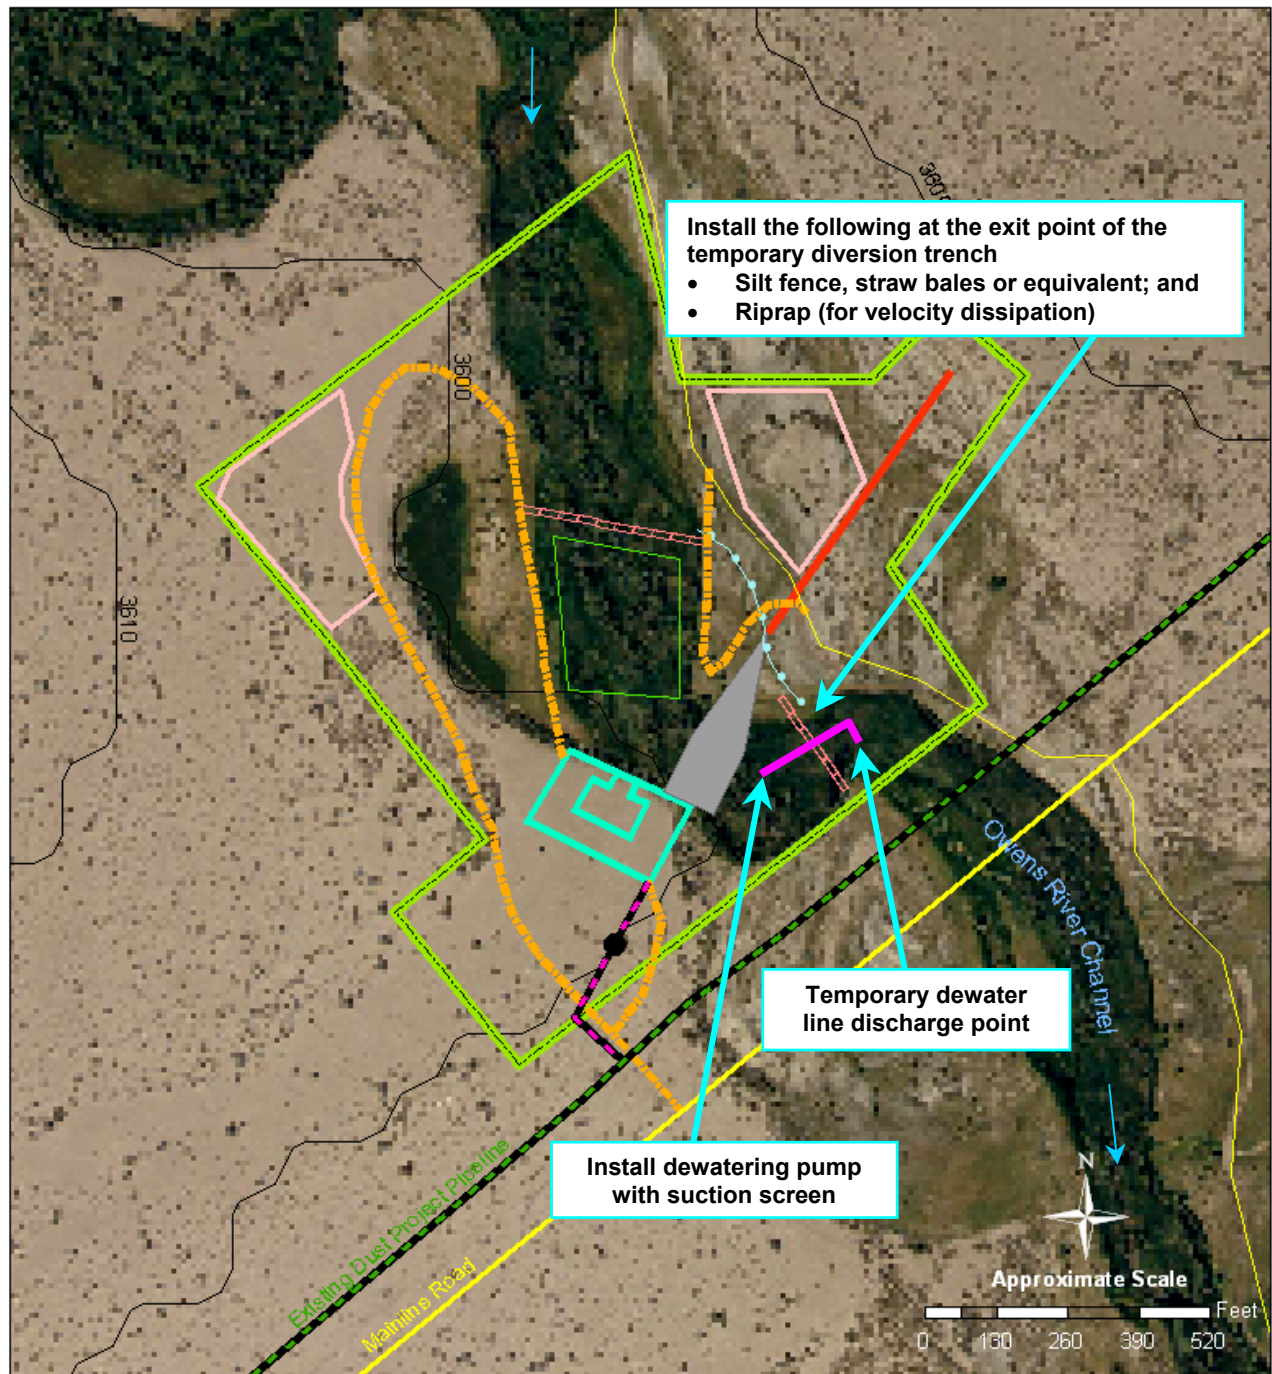 3600
Install the following at the exit point of the
temporary diversion trench
• Silt fence, straw bales or equivalent; and
• Riprap (for velocity dissipation)
3600
3610
Owens River Channel
Temporary dewater
line discharge point
Install dewatering pump
with suction screen
Existing Dust Project Pipeline
Mainline Road
N
Approximate Scale
Feet
0 130 260 390 520